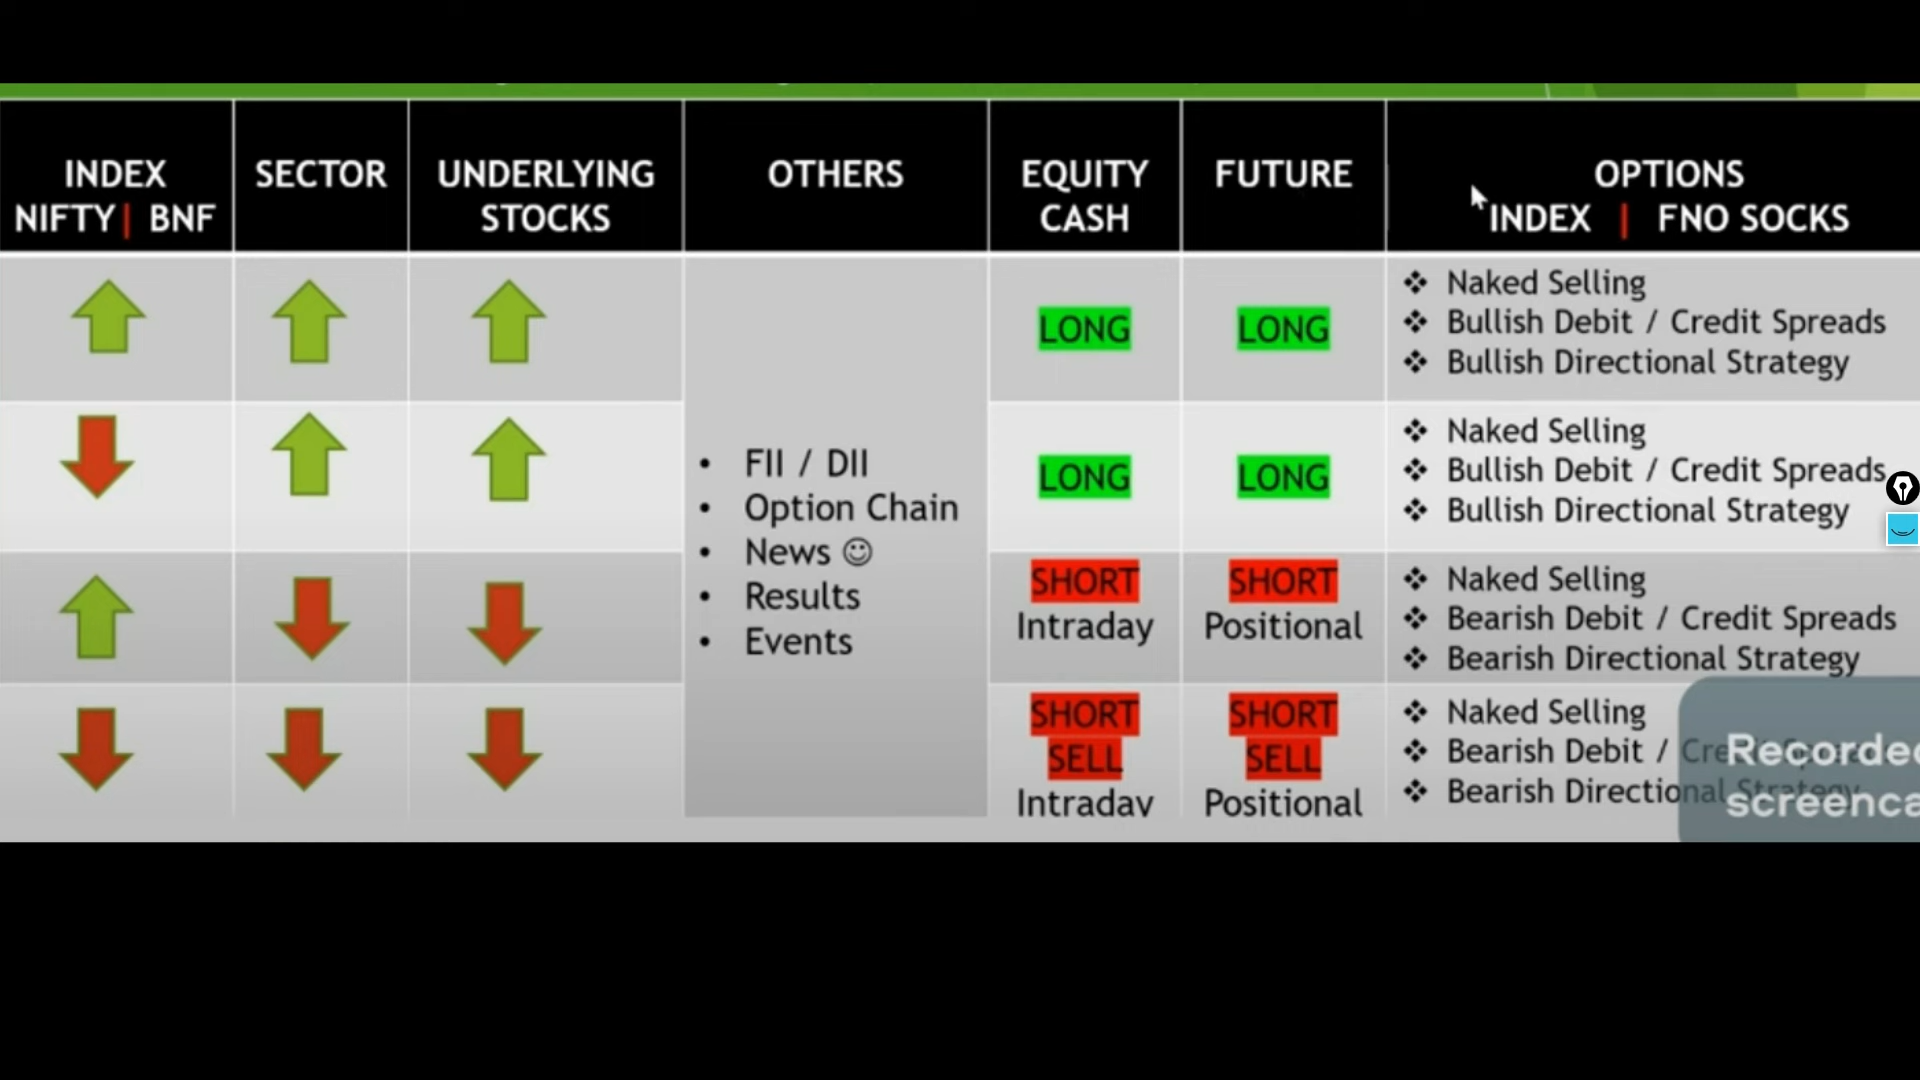 INDEX
NIFTY | BNF
SECTOR
UNDERLYING
STOCKS
OTHERS
EQUITY
CASH
FUTURE
OPTIONS
INDEX | FNO SOCKS
LONG
LONG
❖ Naked Selling
❖ Bullish Debit / Credit Spreads
❖ Bullish Directional Strategy
• FII / DII
• Option Chain
• News ☺
• Results
• Events
LONG
LONG
❖ Naked Selling
❖ Bullish Debit / Credit Spreads
❖ Bullish Directional Strategy
SHORT
Intraday
SHORT
Positional
❖ Naked Selling
❖ Bearish Debit / Credit Spreads
❖ Bearish Directional Strategy
SHORT
SELL
Intraday
SHORT
SELL
Positional
❖ Naked Selling
❖ Bearish Debit /
❖ Bearish Directional
Recorded
screenca